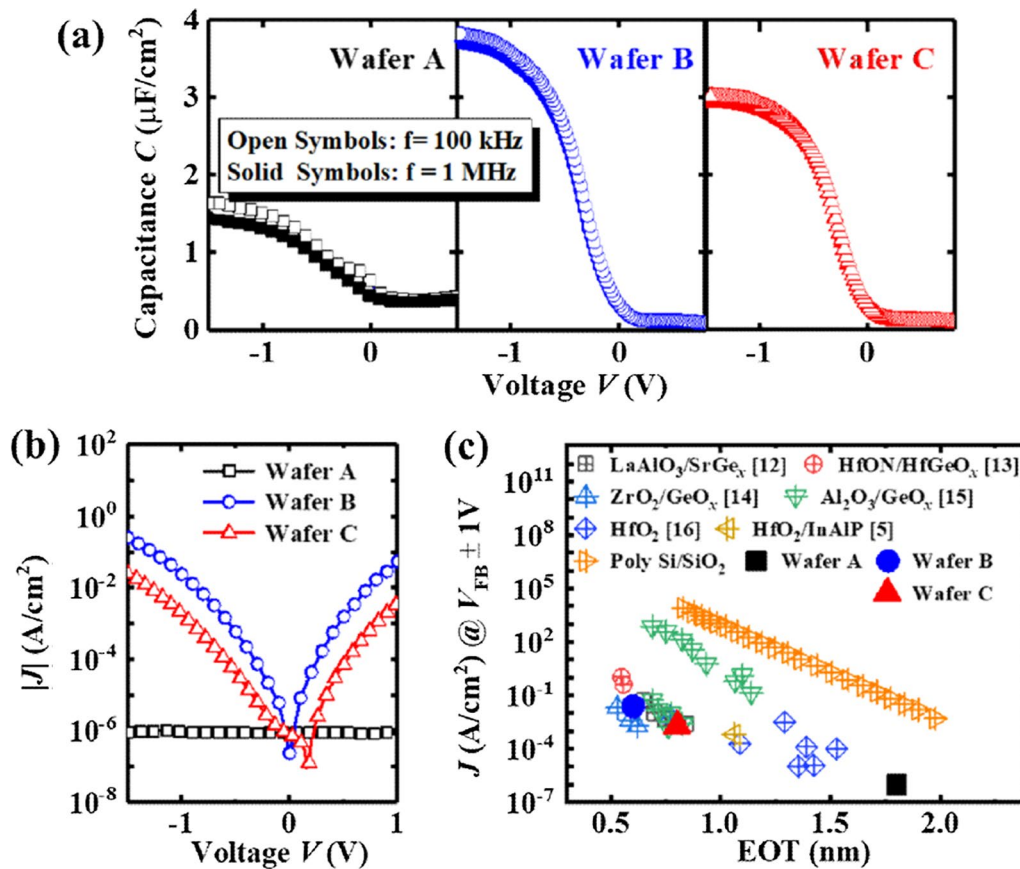 (a)
Capacitance C (μF/cm²)
4
3
2
1
0
Wafer A
Wafer B
Wafer C
Open Symbols: f= 100 kHz
Solid Symbols: f = 1 MHz
-1 0 -1 0 -1 0
Voltage V (V)
(b)
|J| (A/cm²)
10²
10⁰
10⁻²
10⁻⁴
10⁻⁶
10⁻⁸
Wafer A
Wafer B
Wafer C
-1 0 1
Voltage V (V)
(c)
J (A/cm²) @ V_FB ± 1V
10¹¹
10⁸
10⁵
10²
10⁻¹
10⁻⁴
10⁻⁷
LaAlO₃/SrGeₓ [12] HfON/HfGeOₓ [13]
ZrO₂/GeOₓ [14] Al₂O₃/GeOₓ [15]
HfO₂ [16] HfO₂/InAlP [5]
Poly Si/SiO₂ Wafer A Wafer B
Wafer C
0.5 1.0 1.5 2.0
EOT (nm)